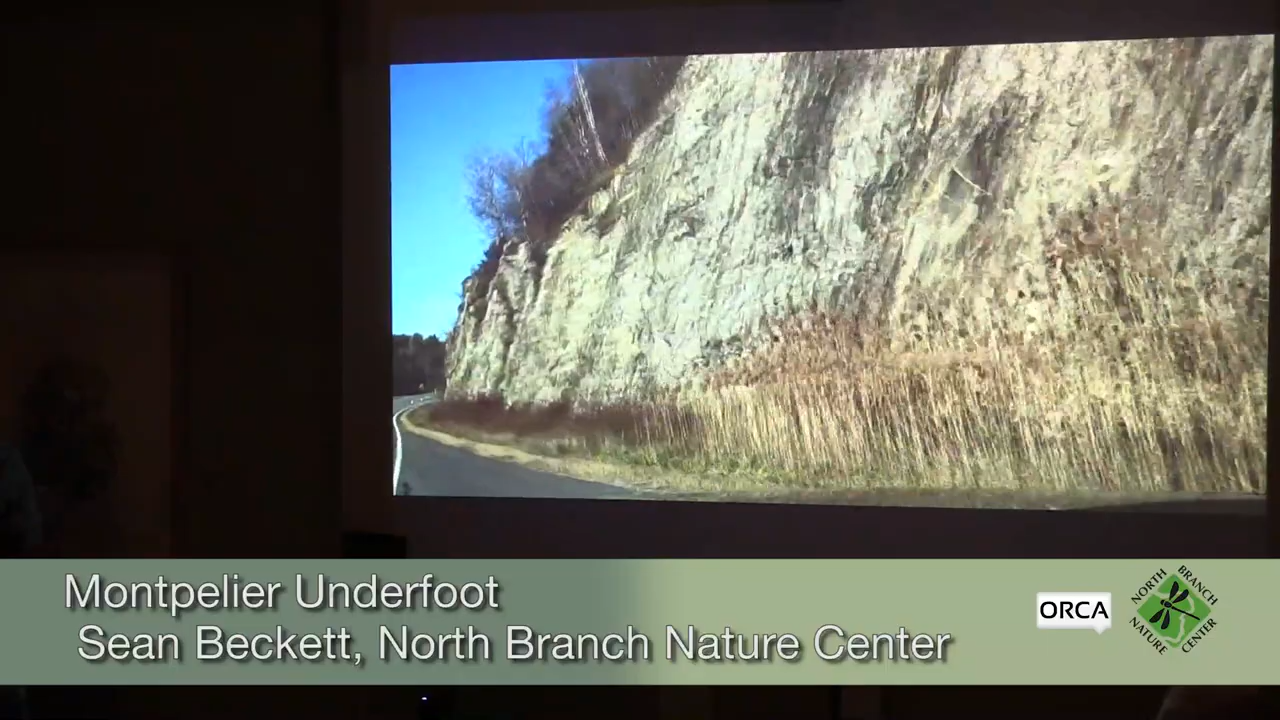 Montpelier Underfoot
Sean Beckett, North Branch Nature Center
ORCA
NORTH BRANCH
NATURE CENTER